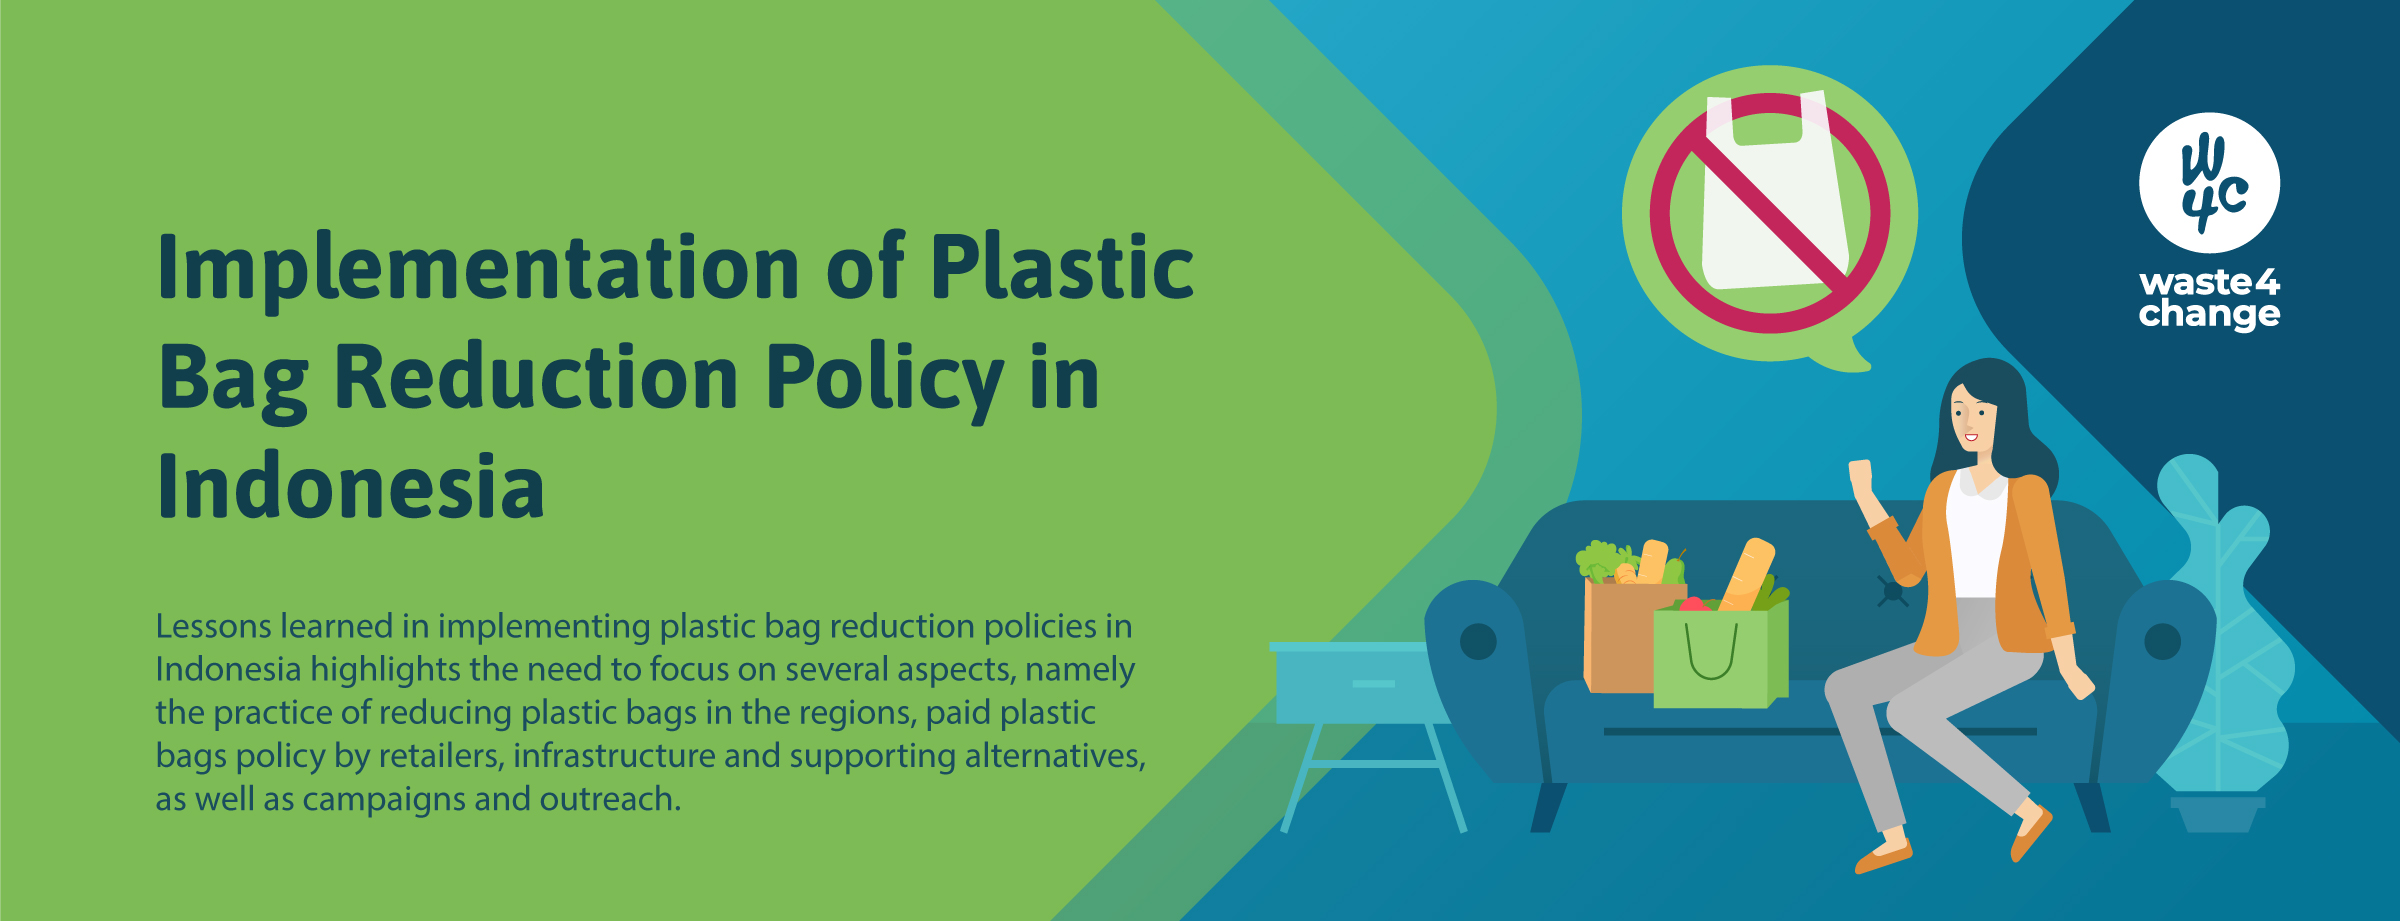 Implementation of Plastic
Bag Reduction Policy in
Indonesia
Lessons learned in implementing plastic bag reduction policies in
Indonesia highlights the need to focus on several aspects, namely
the practice of reducing plastic bags in the regions, paid plastic
bags policy by retailers, infrastructure and supporting alternatives,
as well as campaigns and outreach.
W
4C
waste4
change